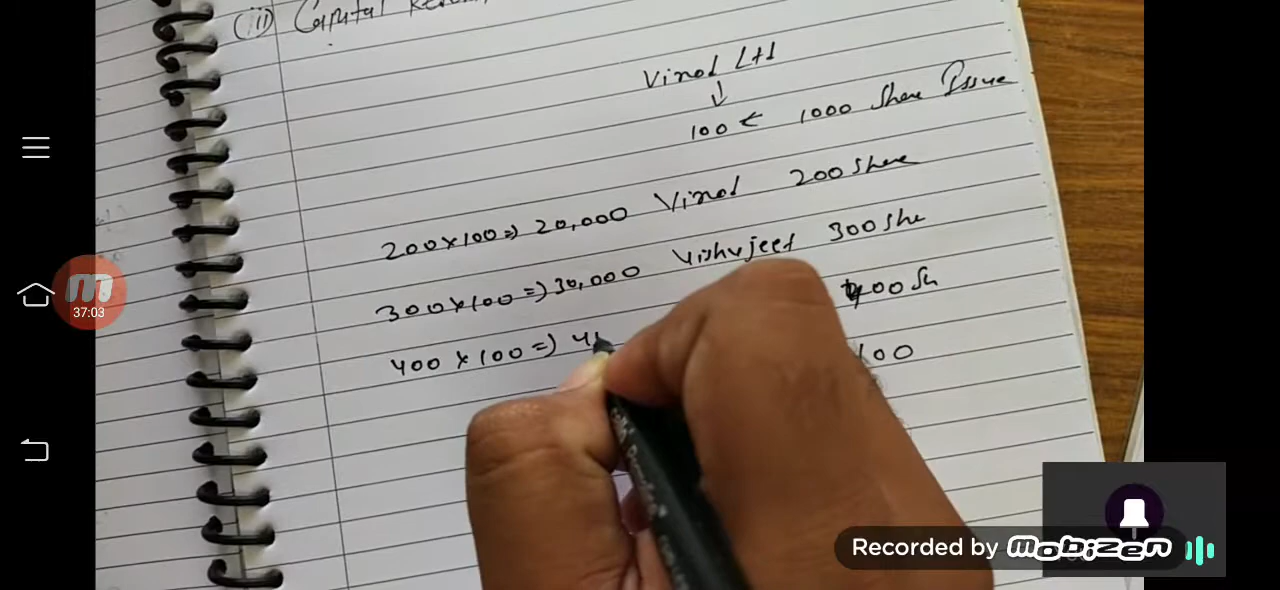 (ii) Capital
Vinod Ltd
↓
100 < 1000 Share Issue
200×100=) 20,000 Vinod 200 Share
300×100=) 30,000 Vishvjeet 300 She
400×100=) 4 400 Sh
100
37:03
Recorded by mobizen